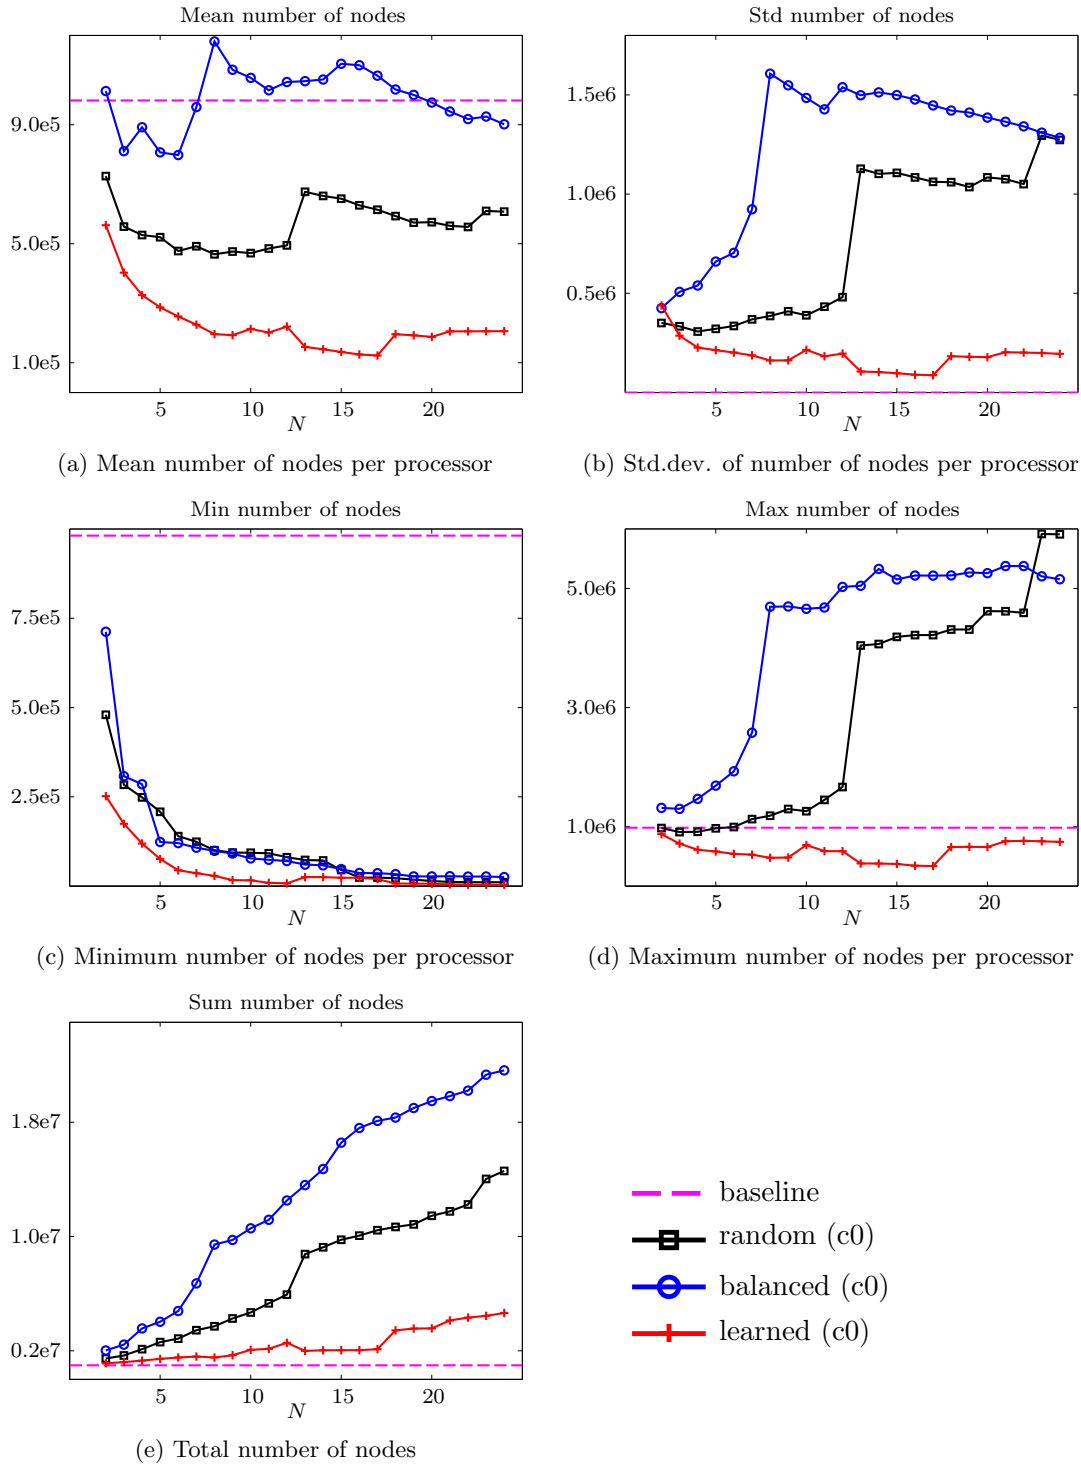 Mean number of nodes
9.0e5
5.0e5
1.0e5
5 10 15 20
N
(a) Mean number of nodes per processor
Std number of nodes
1.5e6
1.0e6
0.5e6
5 10 15 20
N
(b) Std.dev. of number of nodes per processor
Min number of nodes
7.5e5
5.0e5
2.5e5
5 10 15 20
N
(c) Minimum number of nodes per processor
Max number of nodes
5.0e6
3.0e6
1.0e6
5 10 15 20
N
(d) Maximum number of nodes per processor
Sum number of nodes
1.8e7
1.0e7
0.2e7
5 10 15 20
N
(e) Total number of nodes
baseline
random (c0)
balanced (c0)
learned (c0)